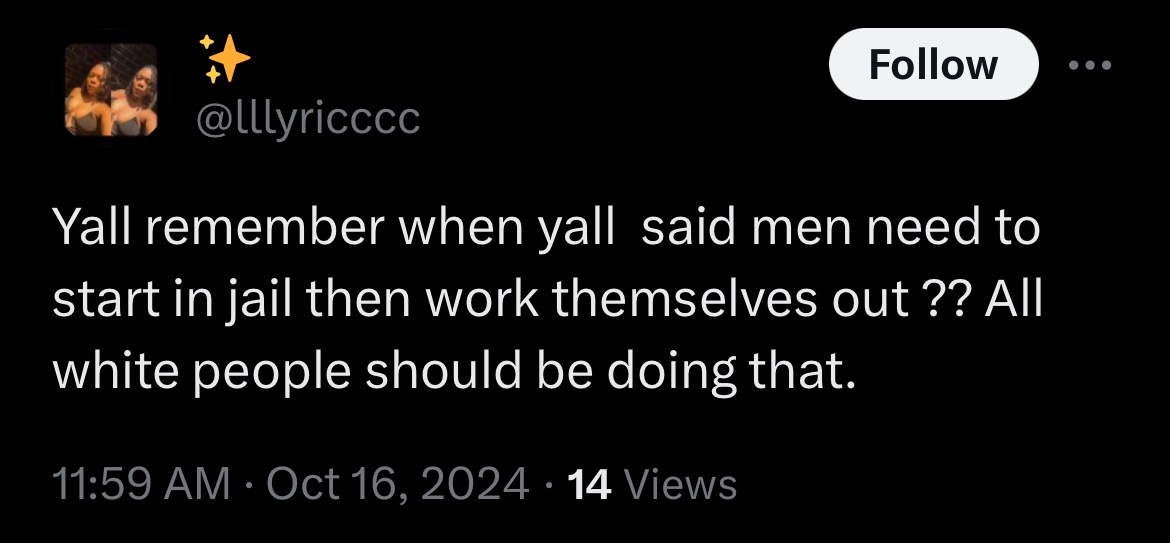 ✨
Follow
@lllyricccc
Yall remember when yall  said men need to
start in jail then work themselves out ?? All
white people should be doing that.
11:59 AM · Oct 16, 2024 · 14 Views